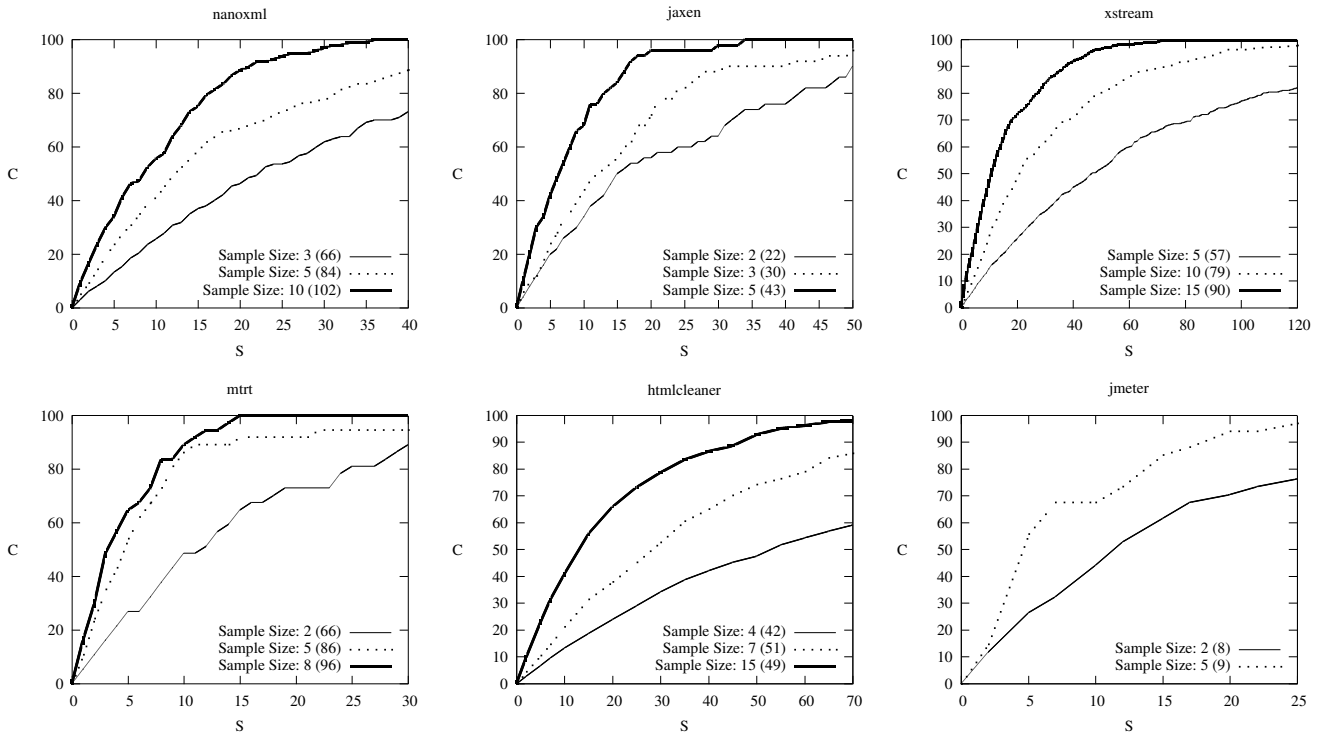 nanoxml
100
80
60
C
40
20
0
Sample Size: 3 (66)
Sample Size: 5 (84)
Sample Size: 10 (102)
0 5 10 15 20 25 30 35 40
S
jaxen
100
80
60
C
40
20
0
Sample Size: 2 (22)
Sample Size: 3 (30)
Sample Size: 5 (43)
0 5 10 15 20 25 30 35 40 45 50
S
xstream
100
90
80
70
60
50
C
40
30
20
10
0
Sample Size: 5 (57)
Sample Size: 10 (79)
Sample Size: 15 (90)
0 20 40 60 80 100 120
S
mtrt
100
80
60
C
40
20
0
Sample Size: 2 (66)
Sample Size: 5 (86)
Sample Size: 8 (96)
0 5 10 15 20 25 30
S
htmlcleaner
100
90
80
70
60
50
C
40
30
20
10
0
Sample Size: 4 (42)
Sample Size: 7 (51)
Sample Size: 15 (49)
0 10 20 30 40 50 60 70
S
jmeter
100
90
80
70
60
50
C
40
30
20
10
0
Sample Size: 2 (8)
Sample Size: 5 (9)
0 5 10 15 20 25
S